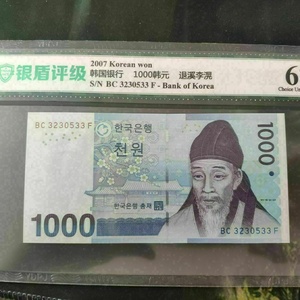 银盾评级
2007 Korean won
韩国银行 1000韩元 退溪李滉
S/N BC 3230533 F - Bank of Korea
6
Choice Un
BC 3230533 F
한국은행
천원
한국은행 총재
1000
1000
BC 3230533 F